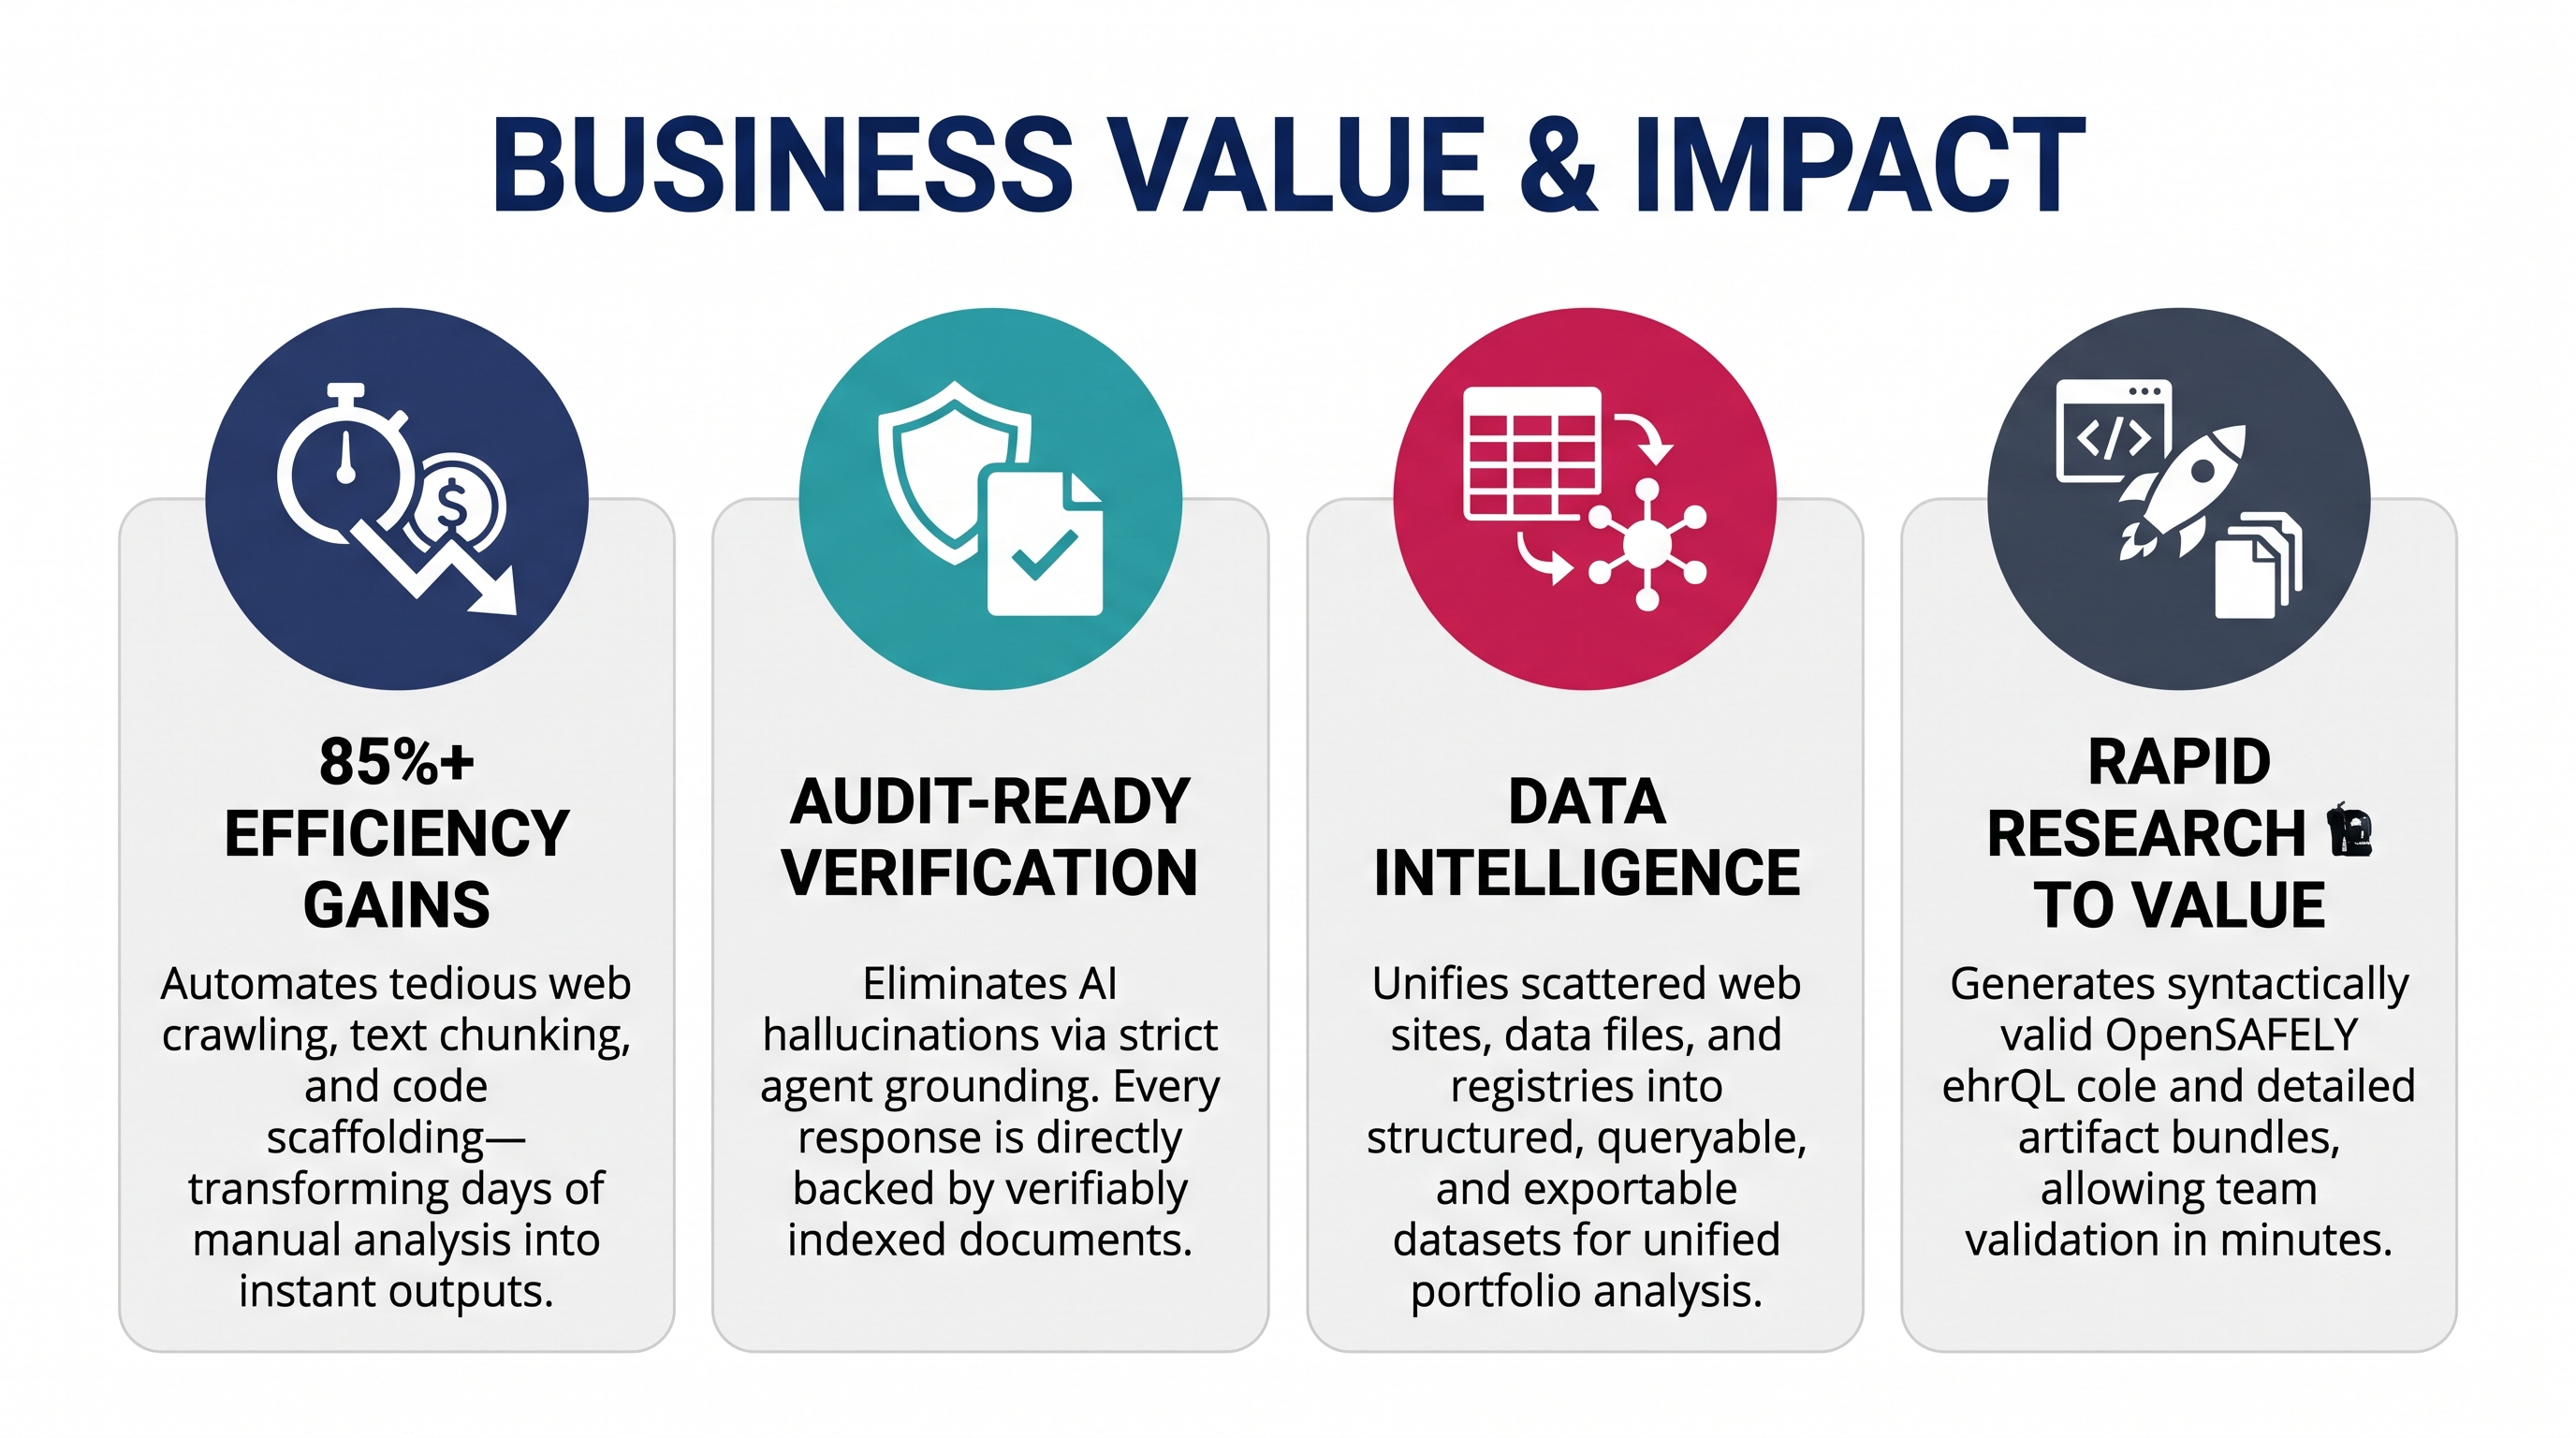 BUSINESS VALUE & IMPACT
85%+
EFFICIENCY
GAINS
Automates tedious web
crawling, text chunking,
and code
scaffolding—
transforming days of
manual analysis into
instant outputs.
AUDIT-READY
VERIFICATION
Eliminates AI
hallucinations via strict
agent grounding. Every
response is directly
backed by verifiably
indexed documents.
DATA
INTELLIGENCE
Unifies scattered web
sites, data files, and
registries into
structured, queryable,
and exportable
datasets for unified
portfolio analysis.
RAPID
RESEARCH
TO VALUE
Generates syntactically
valid OpenSAFELY
ehrQL cole and detailed
artifact bundles,
allowing team
validation in minutes.